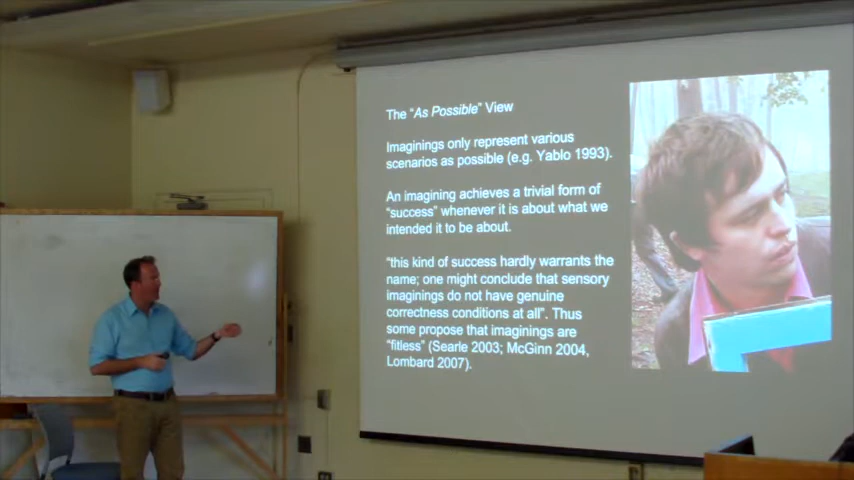 The “As Possible” View
Imaginings only represent various
scenarios as possible (e.g. Yablo 1993).
An imagining achieves a trivial form of
“success” whenever it is about what we
intended it to be about.
“this kind of success hardly warrants the
name; one might conclude that sensory
imaginings do not have genuine
correctness conditions at all”. Thus
some propose that imaginings are
“fitless” (Searle 2003; McGinn 2004,
Lombard 2007).